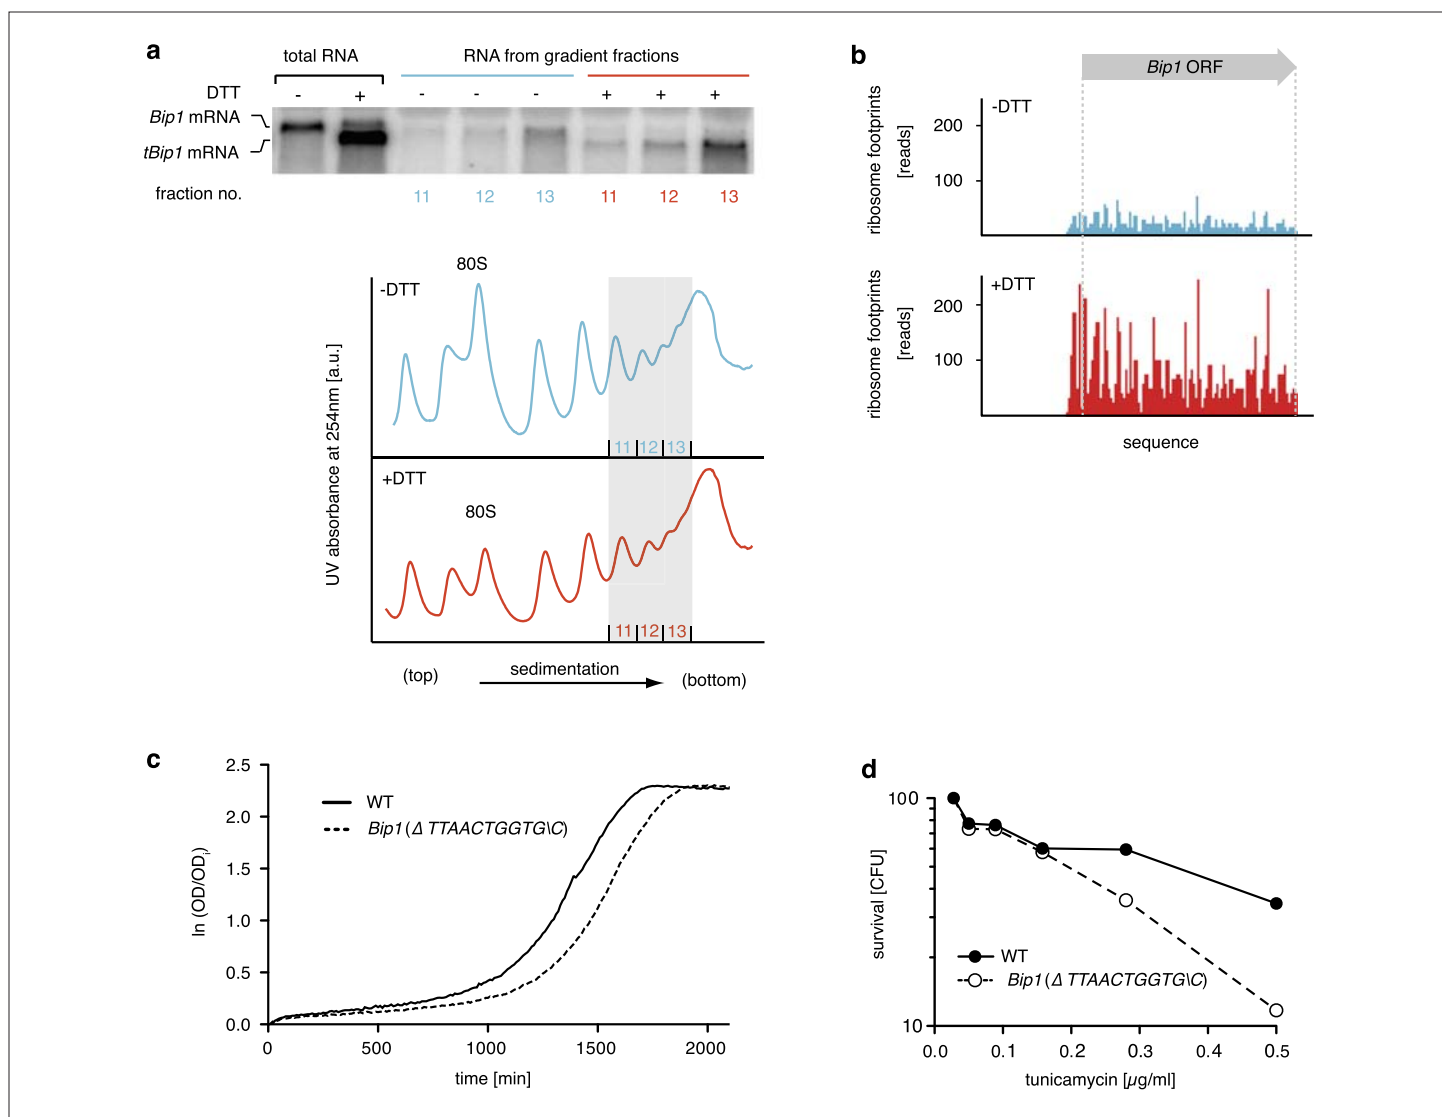 a
total RNA
RNA from gradient fractions
DTT - + - - - + + +
Bip1 mRNA
tBip1 mRNA
fraction no. 11 12 13 11 12 13
80S
-DTT
11 12 13
+DTT
80S
11 12 13
UV absorbance at 254nm [a.u.]
(top) sedimentation (bottom)
b
Bip1 ORF
-DTT
200
100
ribosome footprints
[reads]
+DTT
200
100
ribosome footprints
[reads]
sequence
c
2.5
2.0
1.5
1.0
0.5
0.0
ln (OD/ODi)
WT
Bip1 (Δ TTAACTGGTG\C)
0 500 1000 1500 2000
time [min]
d
100
10
survival [CFU]
WT
Bip1 (Δ TTAACTGGTG\C)
0.0 0.1 0.2 0.3 0.4 0.5
tunicamycin [µg/ml]